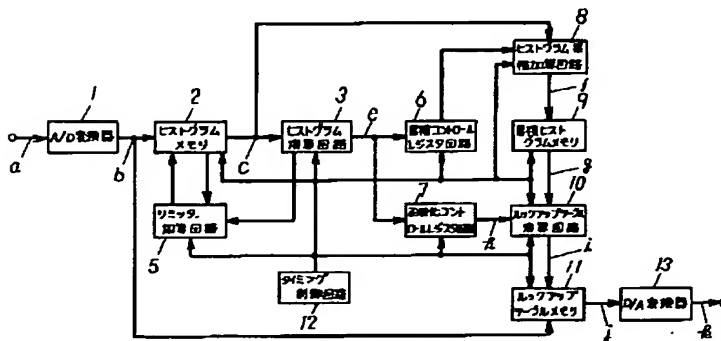 1
A/D変換器
a
b
2
ヒストグラム
メモリ
c
3
ヒストグラム
演算回路
e
6
累積コントロール
レジスタ回路
8
ヒストグラム累
積加算回路
f
9
累積ヒスト
グラムメモリ
g
リミッター
加算回路
5
7
正規化コント
ロールレジスタ回路
h
10
ルックアップテーブル
演算回路
i
タイミング
制御回路
12
11
ルックアップ
テーブルメモリ
j
13
D/A変換器
k